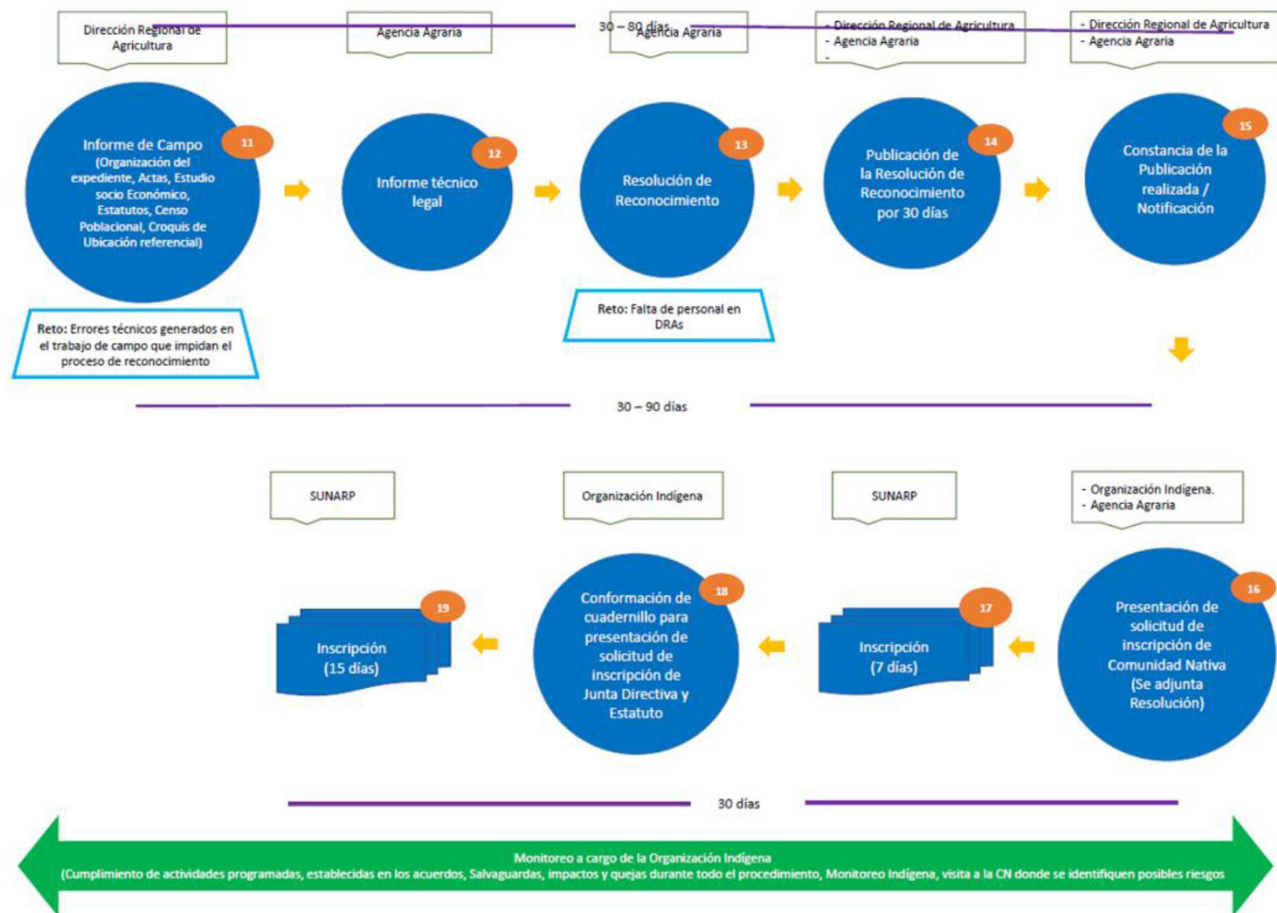 30 – 80 días
Dirección Regional de
Agricultura
Agencia Agraria
Agencia Agraria
- Dirección Regional de Agricultura
- Agencia Agraria
-
- Dirección Regional de Agricultura
- Agencia Agraria
11
Informe de Campo
(Organización del
expediente, Actas, Estudio
socio Económico,
Estatutos, Censo
Poblacional, Croquis de
Ubicación referencial)
12
Informe técnico
legal
13
Resolución de
Reconocimiento
14
Publicación de
la Resolución de
Reconocimiento
por 30 días
15
Constancia de la
Publicación
realizada /
Notificación
Reto: Errores técnicos generados en
el trabajo de campo que impidan el
proceso de reconocimiento
Reto: Falta de personal en
DRAs
30 – 90 días
SUNARP
Organización Indígena
SUNARP
- Organización Indígena.
- Agencia Agraria
19
Inscripción
(15 días)
18
Conformación de
cuadernillo para
presentación de
solicitud de
inscripción de
Junta Directiva y
Estatuto
17
Inscripción
(7 días)
16
Presentación de
solicitud de
inscripción de
Comunidad Nativa
(Se adjunta
Resolución)
30 días
Monitoreo a cargo de la Organización Indígena
(Cumplimiento de actividades programadas, establecidas en los acuerdos, Salvaguardas, impactos y quejas durante todo el procedimiento, Monitoreo Indígena, visita a la CN donde se identifiquen posibles riesgos